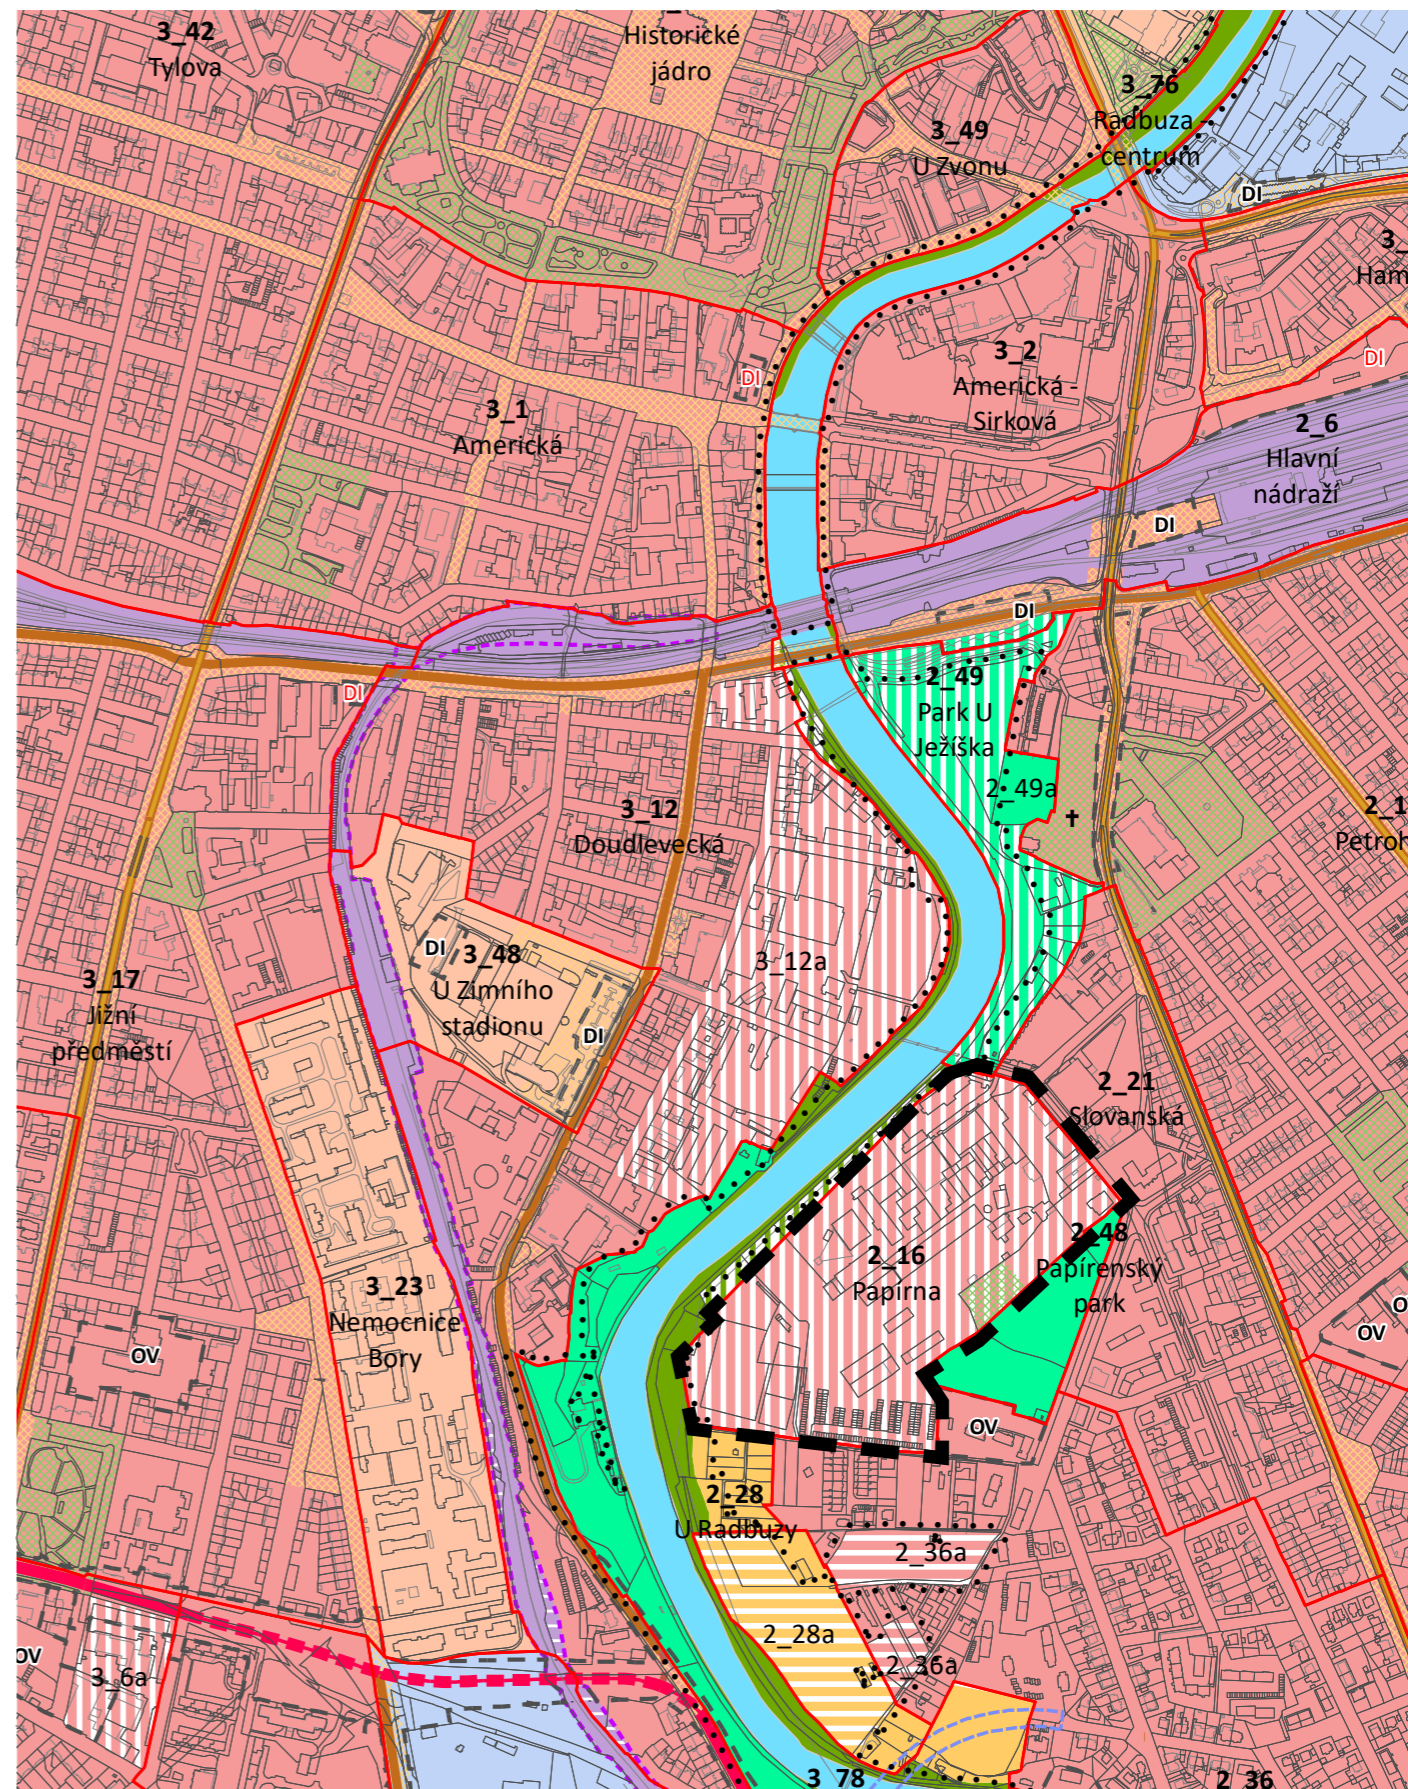 3_42
Tylova
Historické
jádro
3_76
Radbuza -
centrum
3_49
U Zvonu
DI
3_
Ham
DI
3_2
Americká -
Sirková
DI
3_1
Americká
2_6
Hlavní
nádraží
DI
DI
DI
2_49
Park U
Ježíška
2_49a
3_12
Doudlevecká
2_1
Petroh
3_12a
DI
3_48
U Zimního
stadionu
DI
3_17
Jižní
předměstí
2_21
Slovanská
2_48
Papírenský
park
2_16
Papírna
3_23
Nemocnice
Bory
OV
O
OV
OV
2_28
U Radbuzy
2_36a
2_28a
2_36a
OV
3_6a
3_78
2_36